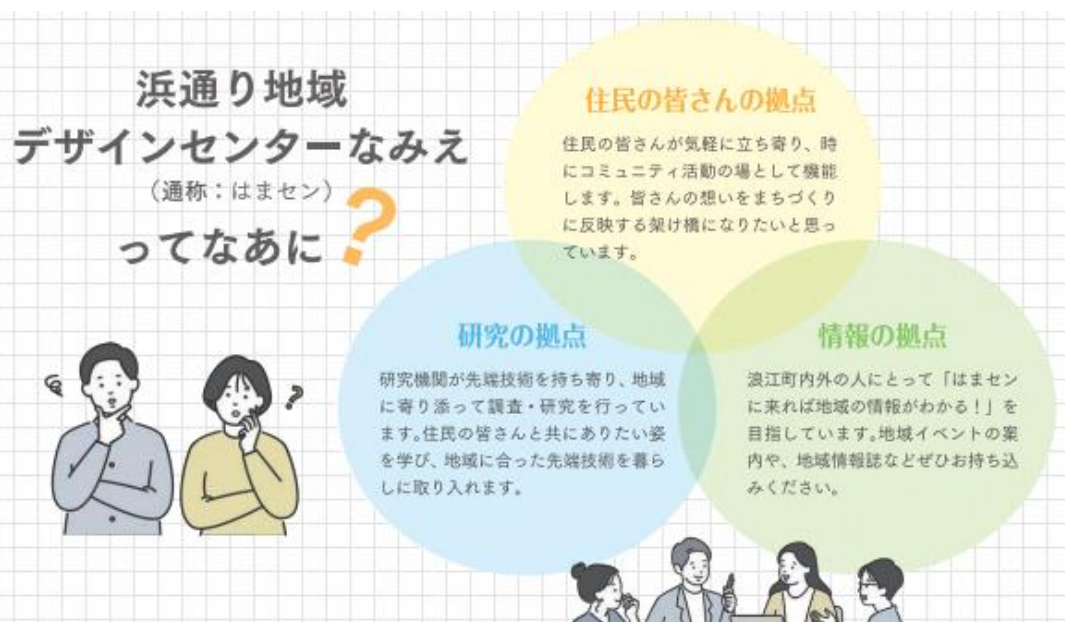 浜通り地域
デザインセンターなみえ
（通称：はまセン）
ってなあに？
住民の皆さんの拠点
住民の皆さんが気軽に立ち寄り、時
にコミュニティ活動の場として機能
します。皆さんの想いをまちづくり
に反映する架け橋になりたいと思っ
ています。
研究の拠点
研究機関が先端技術を持ち寄り、地域
に寄り添って調査・研究を行ってい
ます。住民の皆さんと共にありたい姿
を学び、地域に合った先端技術を暮ら
しに取り入れます。
情報の拠点
浪江町内外の人にとって「はまセン
に来れば地域の情報がわかる！」を
目指しています。地域イベントの案
内や、地域情報誌などぜひお持ち込
みください。